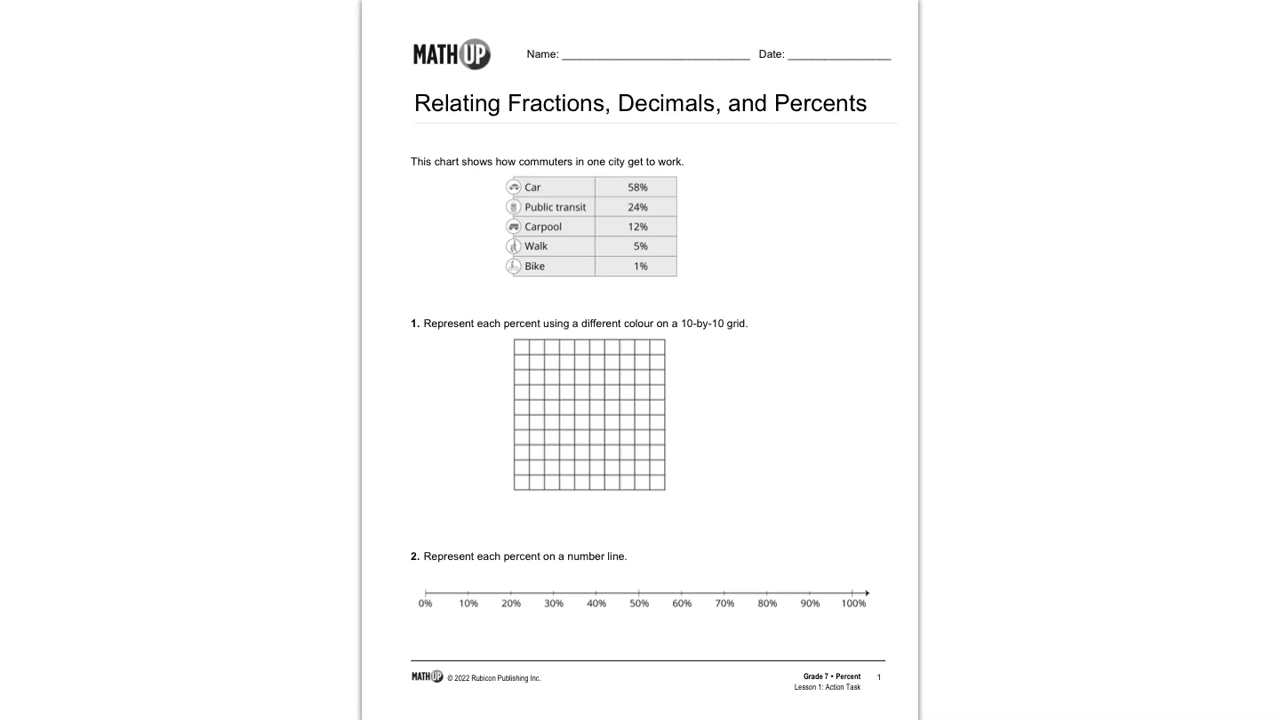 MATH UP Name: ______________________________ Date: ________________
Relating Fractions, Decimals, and Percents
This chart shows how commuters in one city get to work.
Car 58%
Public transit 24%
Carpool 12%
Walk 5%
Bike 1%
1. Represent each percent using a different colour on a 10-by-10 grid.
2. Represent each percent on a number line.
0% 10% 20% 30% 40% 50% 60% 70% 80% 90% 100%
MATH UP © 2022 Rubicon Publishing Inc. Grade 7 • Percent 1
Lesson 1: Action Task